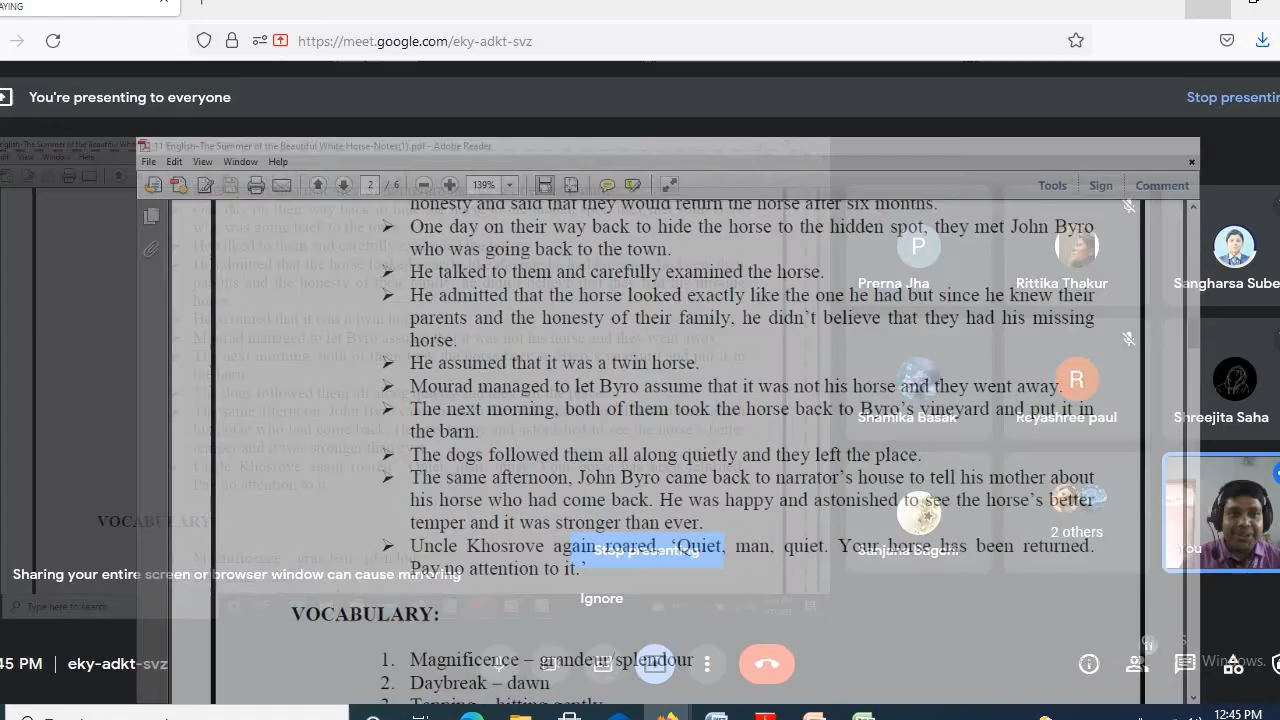 AYING
https://meet.google.com/eky-adkt-svz
You're presenting to everyone
Stop presentin
11 English-The Summer of the Beautiful White Horse-Notes(1).pdf - Adobe Reader
File Edit View Window Help
2 / 6 139% Tools Sign Comment
honesty and said that they would return the horse after six months.
One day on their way back to hide the horse to the hidden spot, they met John Byro
who was going back to the town.
He talked to them and carefully examined the horse.
He admitted that the horse looked exactly like the one he had but since he knew their
parents and the honesty of their family, he didn't believe that they had his missing
horse.
He assumed that it was a twin horse.
Mourad managed to let Byro assume that it was not his horse and they went away.
The next morning, both of them took the horse back to Byro's vineyard and put it in
the barn.
The dogs followed them all along quietly and they left the place.
The same afternoon, John Byro came back to narrator's house to tell his mother about
his horse who had come back. He was happy and astonished to see the horse's better
temper and it was stronger than ever.
Uncle Khosrove again roared, 'Quiet, man, quiet. Your horse has been returned.
Pay no attention to it.'
VOCABULARY:
1. Magnificence – grandeur/splendour
2. Daybreak – dawn
3. Tapping – hitting gently
P
Prerna Jha
Rittika Thakur
Sangharsa Sube
Shamika Basak
R
Reyashree paul
Shreejita Saha
Sanjana Begum
2 others
You
Stop presenting
Sharing your entire screen or browser window can cause mirroring
Ignore
VOCABULARY
Type here to search
:45 PM | eky-adkt-svz
Windows.
12:45 PM